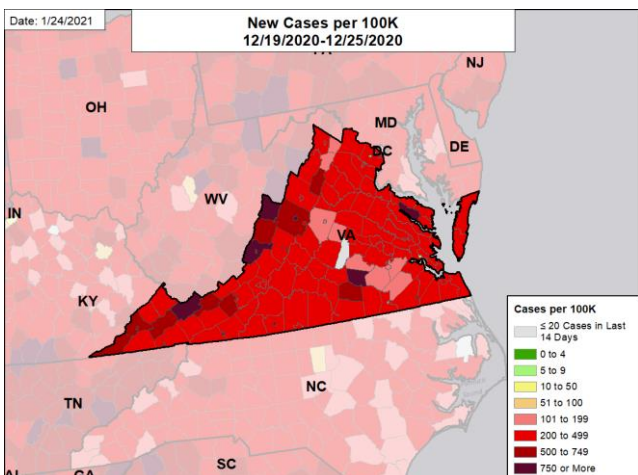 Date: 1/24/2021
New Cases per 100K
12/19/2020-12/25/2020
NJ
OH
MD
DC
DE
WV
IN
VA
KY
NC
TN
SC
Cases per 100K
≤ 20 Cases in Last
14 Days
0 to 4
5 to 9
10 to 50
51 to 100
101 to 199
200 to 499
500 to 749
750 or More